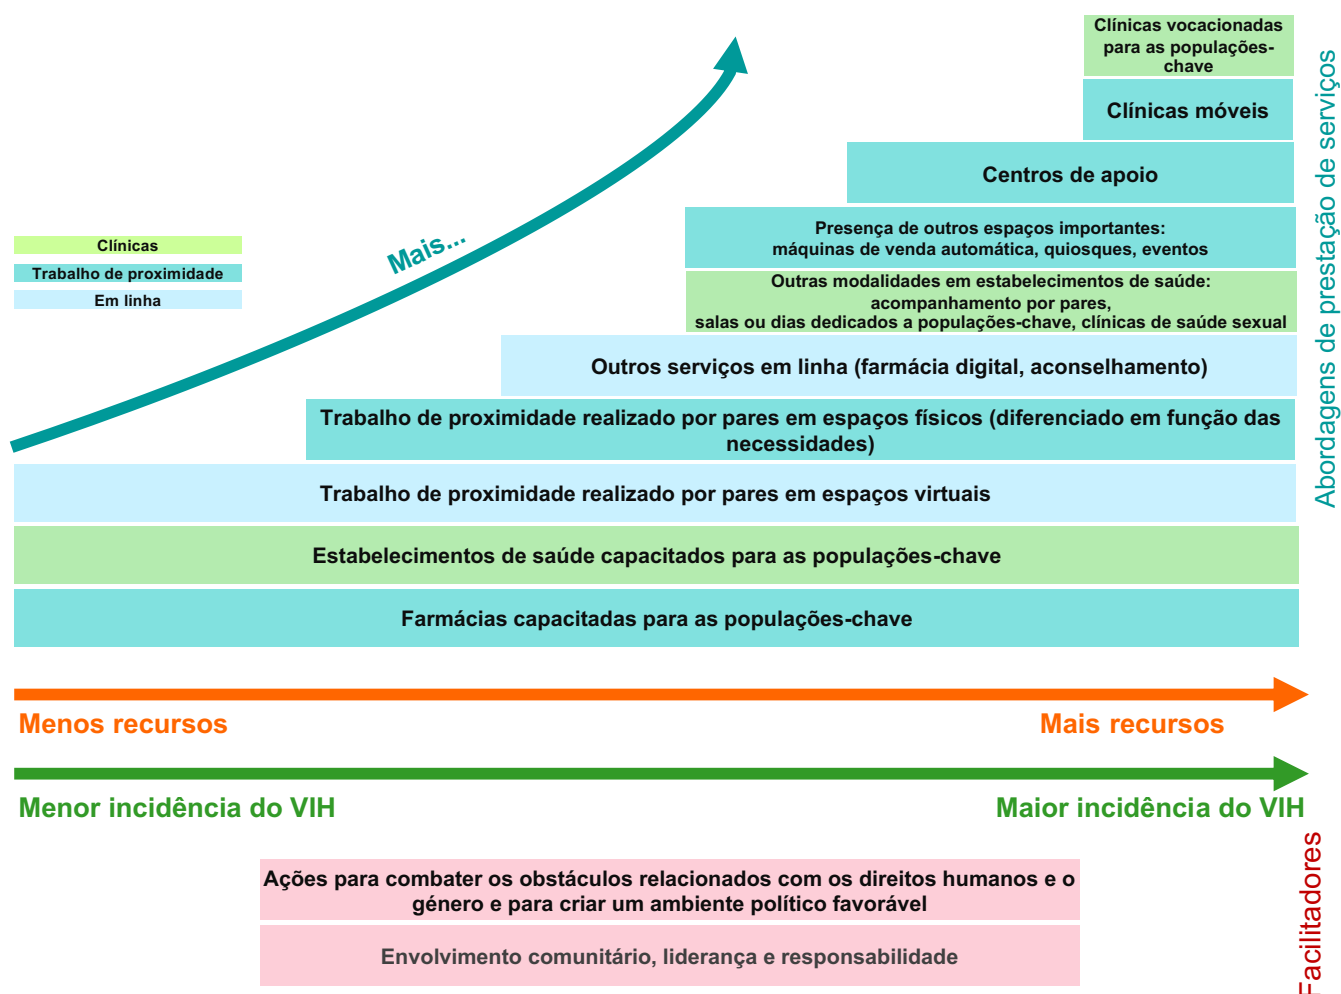 Clínicas vocacionadas
para as populações-
chave
Clínicas móveis
Centros de apoio
Presença de outros espaços importantes:
máquinas de venda automática, quiosques, eventos
Outras modalidades em estabelecimentos de saúde:
acompanhamento por pares,
salas ou dias dedicados a populações-chave, clínicas de saúde sexual
Outros serviços em linha (farmácia digital, aconselhamento)
Trabalho de proximidade realizado por pares em espaços físicos (diferenciado em função das
necessidades)
Trabalho de proximidade realizado por pares em espaços virtuais
Estabelecimentos de saúde capacitados para as populações-chave
Farmácias capacitadas para as populações-chave
Mais...
Clínicas
Trabalho de proximidade
Em linha
Abordagens de prestação de serviços
Menos recursos
Mais recursos
Menor incidência do VIH
Maior incidência do VIH
Ações para combater os obstáculos relacionados com os direitos humanos e o
género e para criar um ambiente político favorável
Envolvimento comunitário, liderança e responsabilidade
Facilitadores